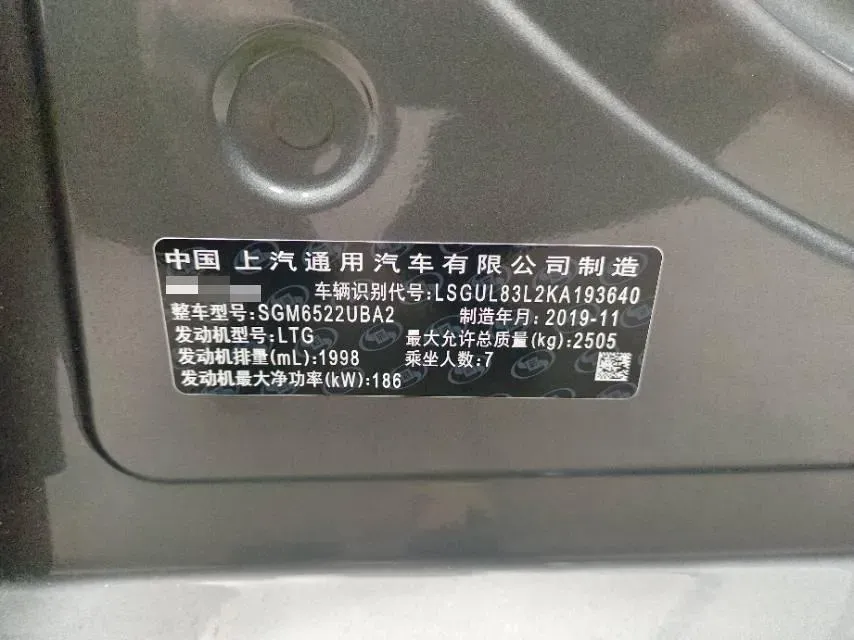 中国 上汽通用汽车有限公司制造
车辆识别代号:LSGUL83L2KA193640
整车型号:SGM6522UBA2 制造年月:2019-11
发动机型号:LTG 最大允许总质量(kg):2505
发动机排量(mL):1998 乘坐人数:7
发动机最大净功率(kW):186